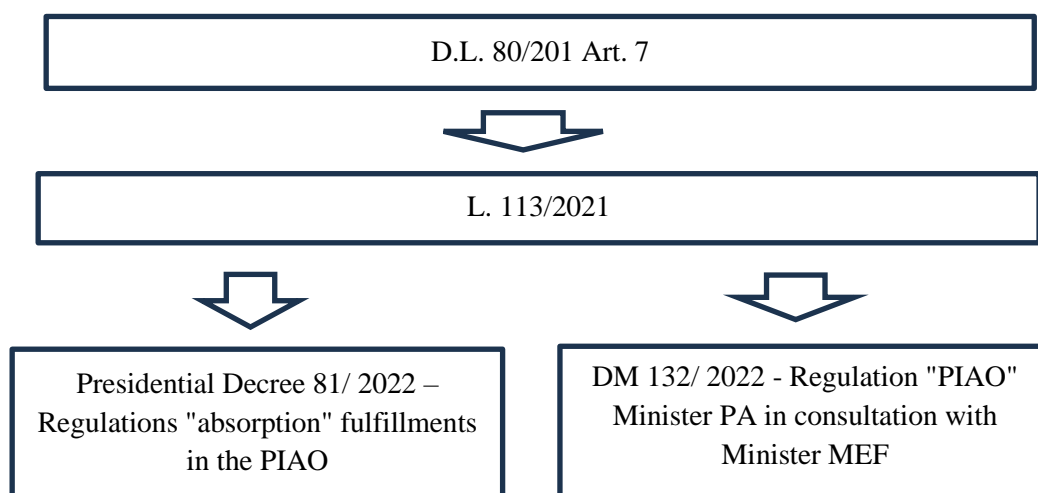 D.L. 80/201 Art. 7
L. 113/2021
Presidential Decree 81/ 2022 –
Regulations "absorption" fulfillments
in the PIAO
DM 132/ 2022 - Regulation "PIAO"
Minister PA in consultation with
Minister MEF